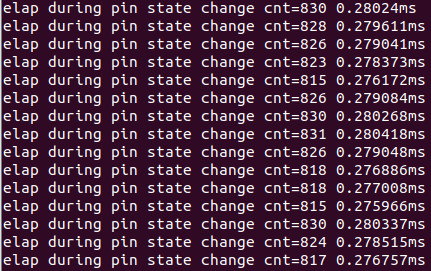 elap during pin state change cnt=830 0.28024ms
elap during pin state change cnt=828 0.279611ms
elap during pin state change cnt=826 0.279041ms
elap during pin state change cnt=823 0.278373ms
elap during pin state change cnt=815 0.276172ms
elap during pin state change cnt=826 0.279084ms
elap during pin state change cnt=830 0.280268ms
elap during pin state change cnt=831 0.280418ms
elap during pin state change cnt=826 0.279048ms
elap during pin state change cnt=818 0.276886ms
elap during pin state change cnt=818 0.277008ms
elap during pin state change cnt=815 0.275966ms
elap during pin state change cnt=830 0.280337ms
elap during pin state change cnt=824 0.278515ms
elap during pin state change cnt=817 0.276757ms